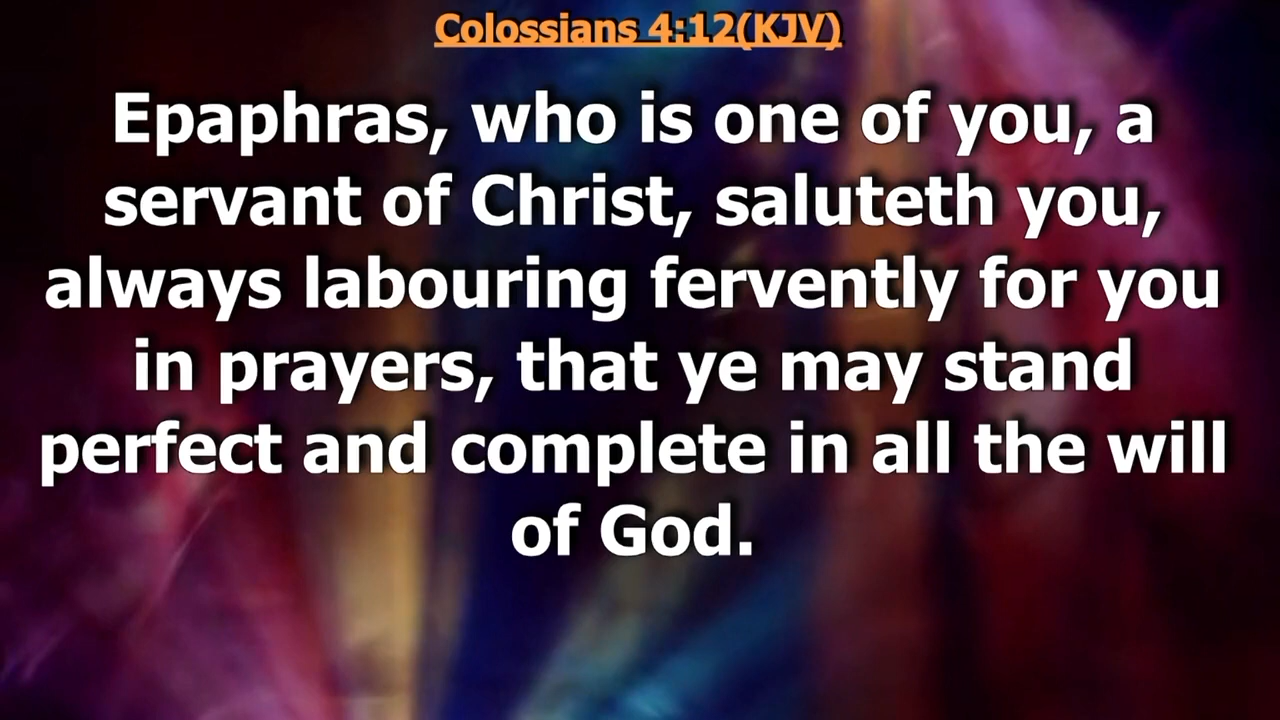 Colossians 4:12(KJV)
Epaphras, who is one of you, a
servant of Christ, saluteth you,
always labouring fervently for you
in prayers, that ye may stand
perfect and complete in all the will
of God.